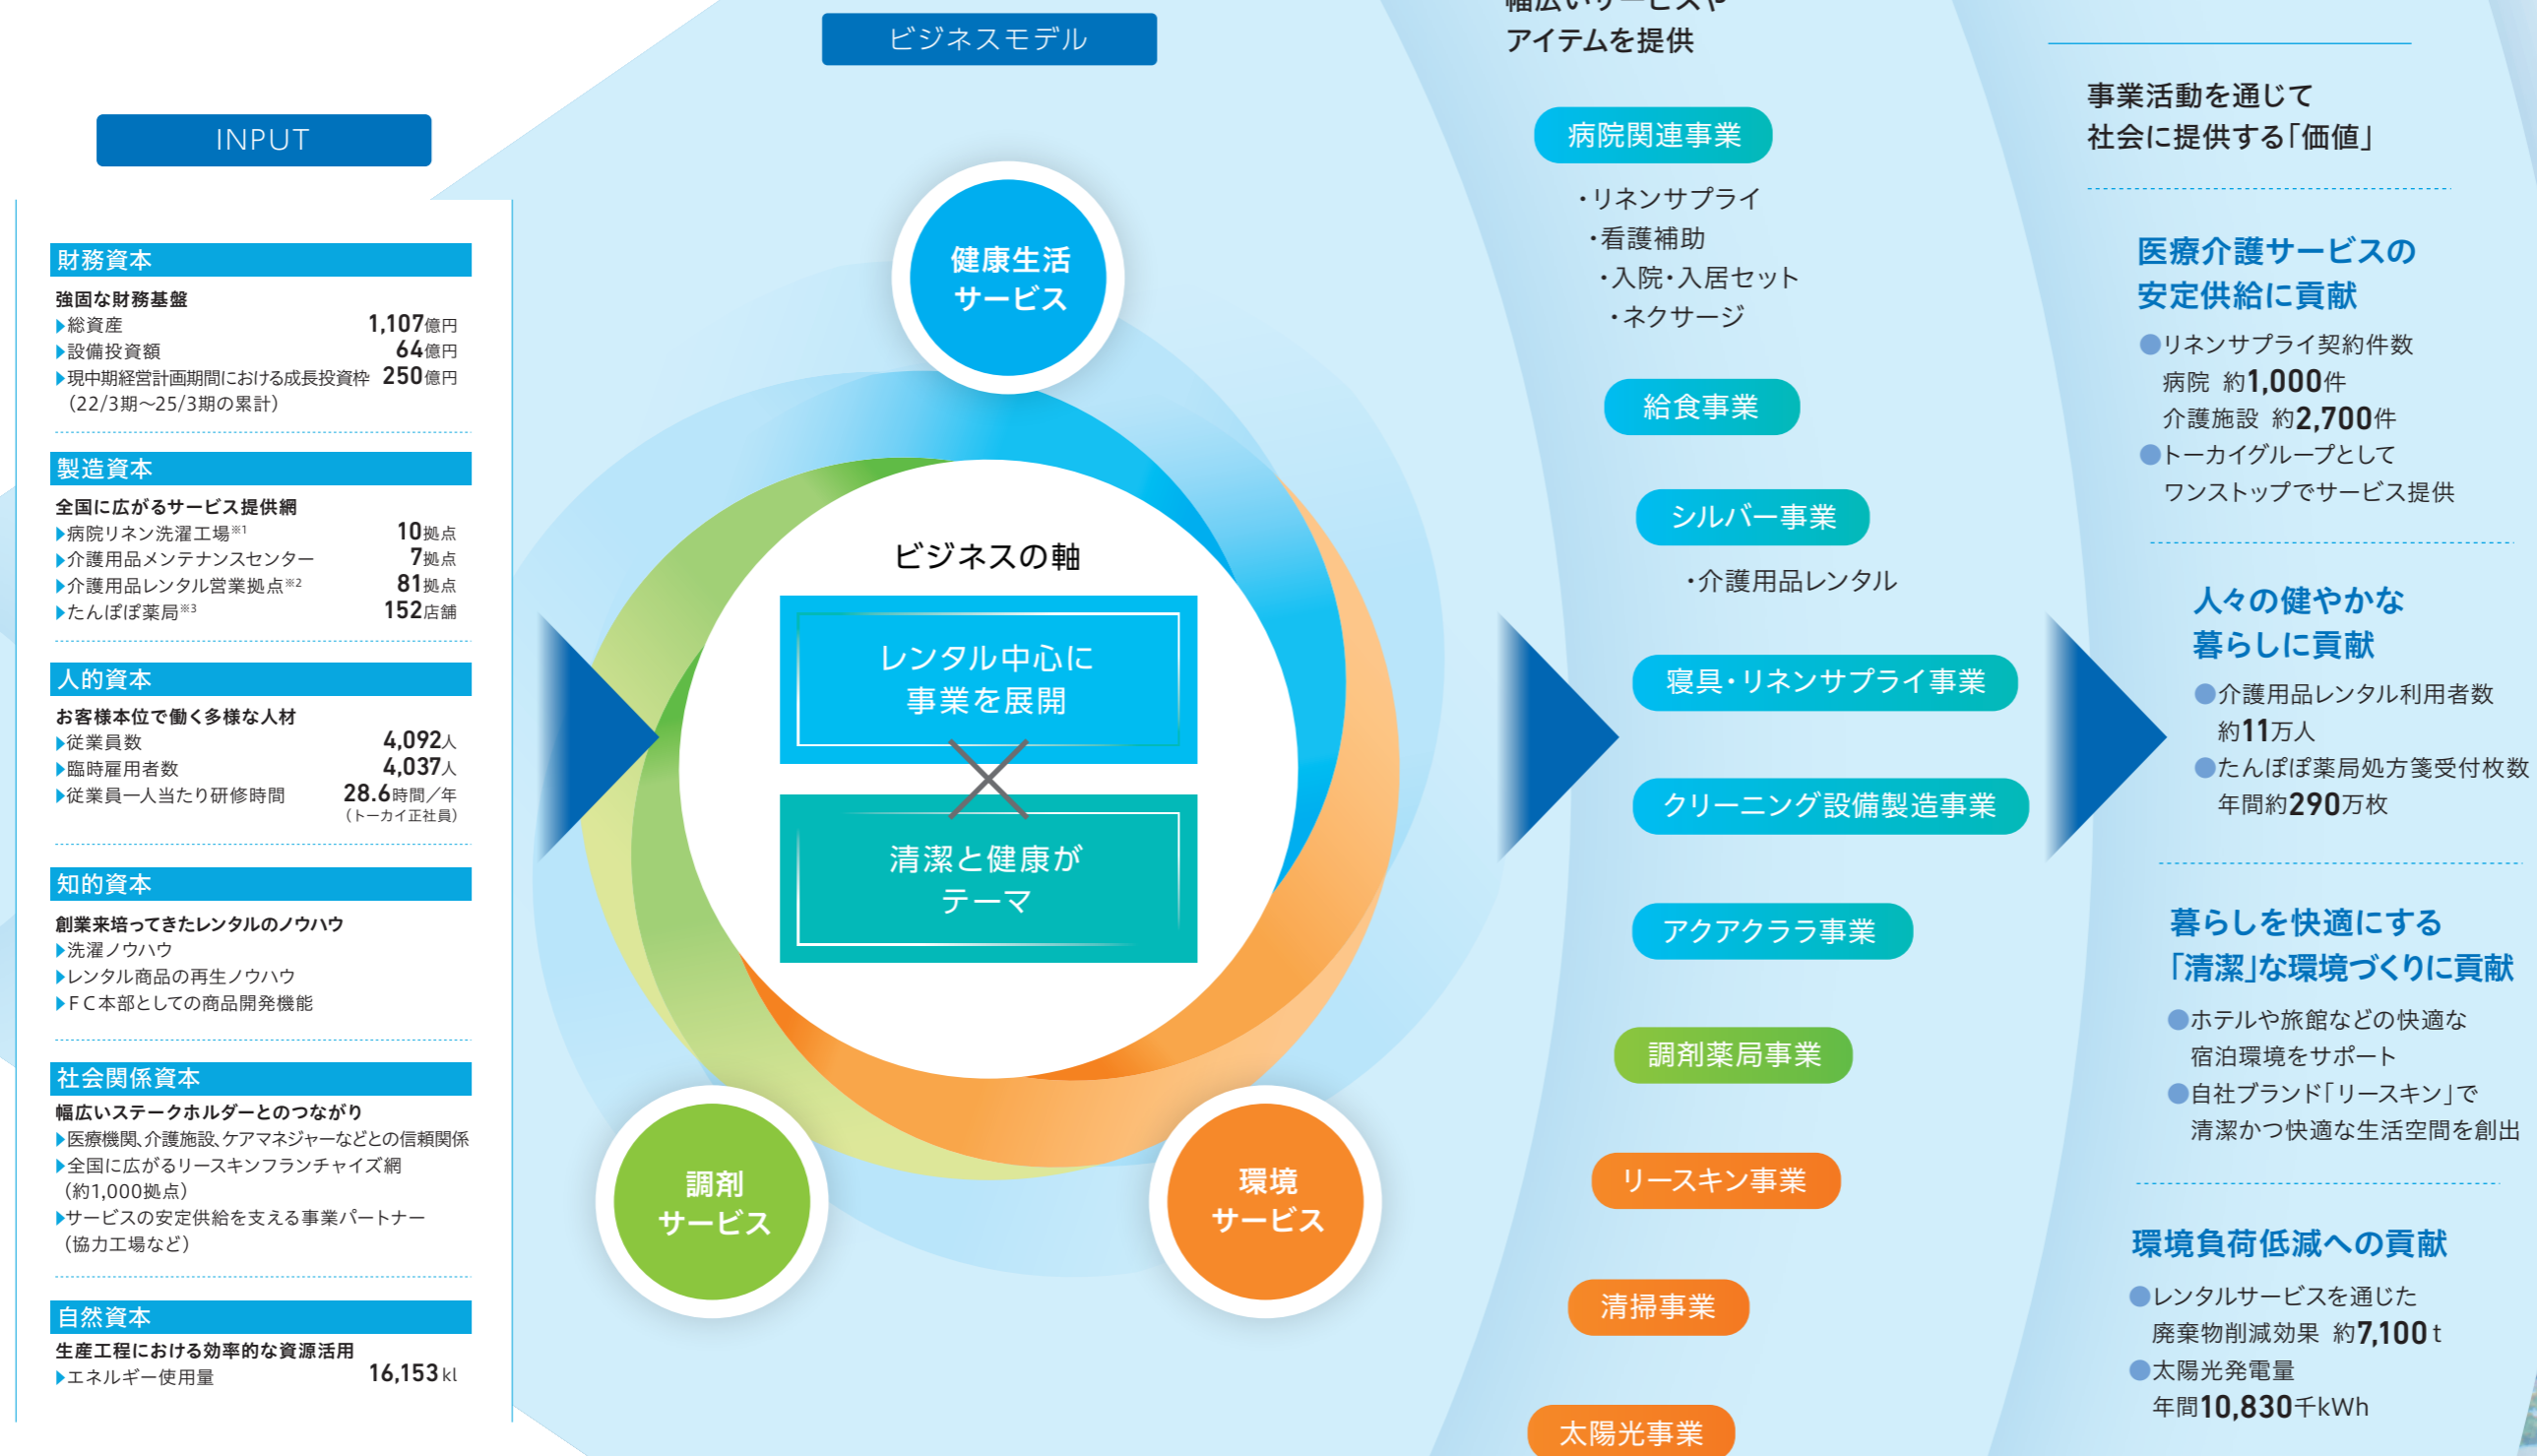 INPUT
財務資本
強固な財務基盤
▶総資産 1,107億円
▶設備投資額 64億円
▶現中期経営計画期間における成長投資枠 250億円
（22/3期～25/3期の累計）
製造資本
全国に広がるサービス提供網
▶病院リネン洗濯工場※1 10拠点
▶介護用品メンテナンスセンター 7拠点
▶介護用品レンタル営業拠点※2 81拠点
▶たんぽぽ薬局※3 152店舗
人的資本
お客様本位で働く多様な人材
▶従業員数 4,092人
▶臨時雇用者数 4,037人
▶従業員一人当たり研修時間 28.6時間／年
（トーカイ正社員）
知的資本
創業来培ってきたレンタルのノウハウ
▶洗濯ノウハウ
▶レンタル商品の再生ノウハウ
▶FC本部としての商品開発機能
社会関係資本
幅広いステークホルダーとのつながり
▶医療機関、介護施設、ケアマネジャーなどとの信頼関係
▶全国に広がるリースキンフランチャイズ網
（約1,000拠点）
▶サービスの安定供給を支える事業パートナー
（協力工場など）
自然資本
生産工程における効率的な資源活用
▶エネルギー使用量 16,153kl
ビジネスモデル
健康生活
サービス
ビジネスの軸
レンタル中心に
事業を展開
清潔と健康が
テーマ
調剤
サービス
環境
サービス
幅広いサービスや
アイテムを提供
病院関連事業
・リネンサプライ
・看護補助
・入院・入居セット
・ネクサージ
給食事業
シルバー事業
・介護用品レンタル
寝具・リネンサプライ事業
クリーニング設備製造事業
アクアクララ事業
調剤薬局事業
リースキン事業
清掃事業
太陽光事業
事業活動を通じて
社会に提供する「価値」
医療介護サービスの
安定供給に貢献
●リネンサプライ契約件数
病院 約1,000件
介護施設 約2,700件
●トーカイグループとして
ワンストップでサービス提供
人々の健やかな
暮らしに貢献
●介護用品レンタル利用者数
約11万人
●たんぽぽ薬局処方箋受付枚数
年間約290万枚
暮らしを快適にする
「清潔」な環境づくりに貢献
●ホテルや旅館などの快適な
宿泊環境をサポート
●自社ブランド「リースキン」で
清潔かつ快適な生活空間を創出
環境負荷低減への貢献
●レンタルサービスを通じた
廃棄物削減効果 約7,100t
●太陽光発電量
年間10,830千kWh